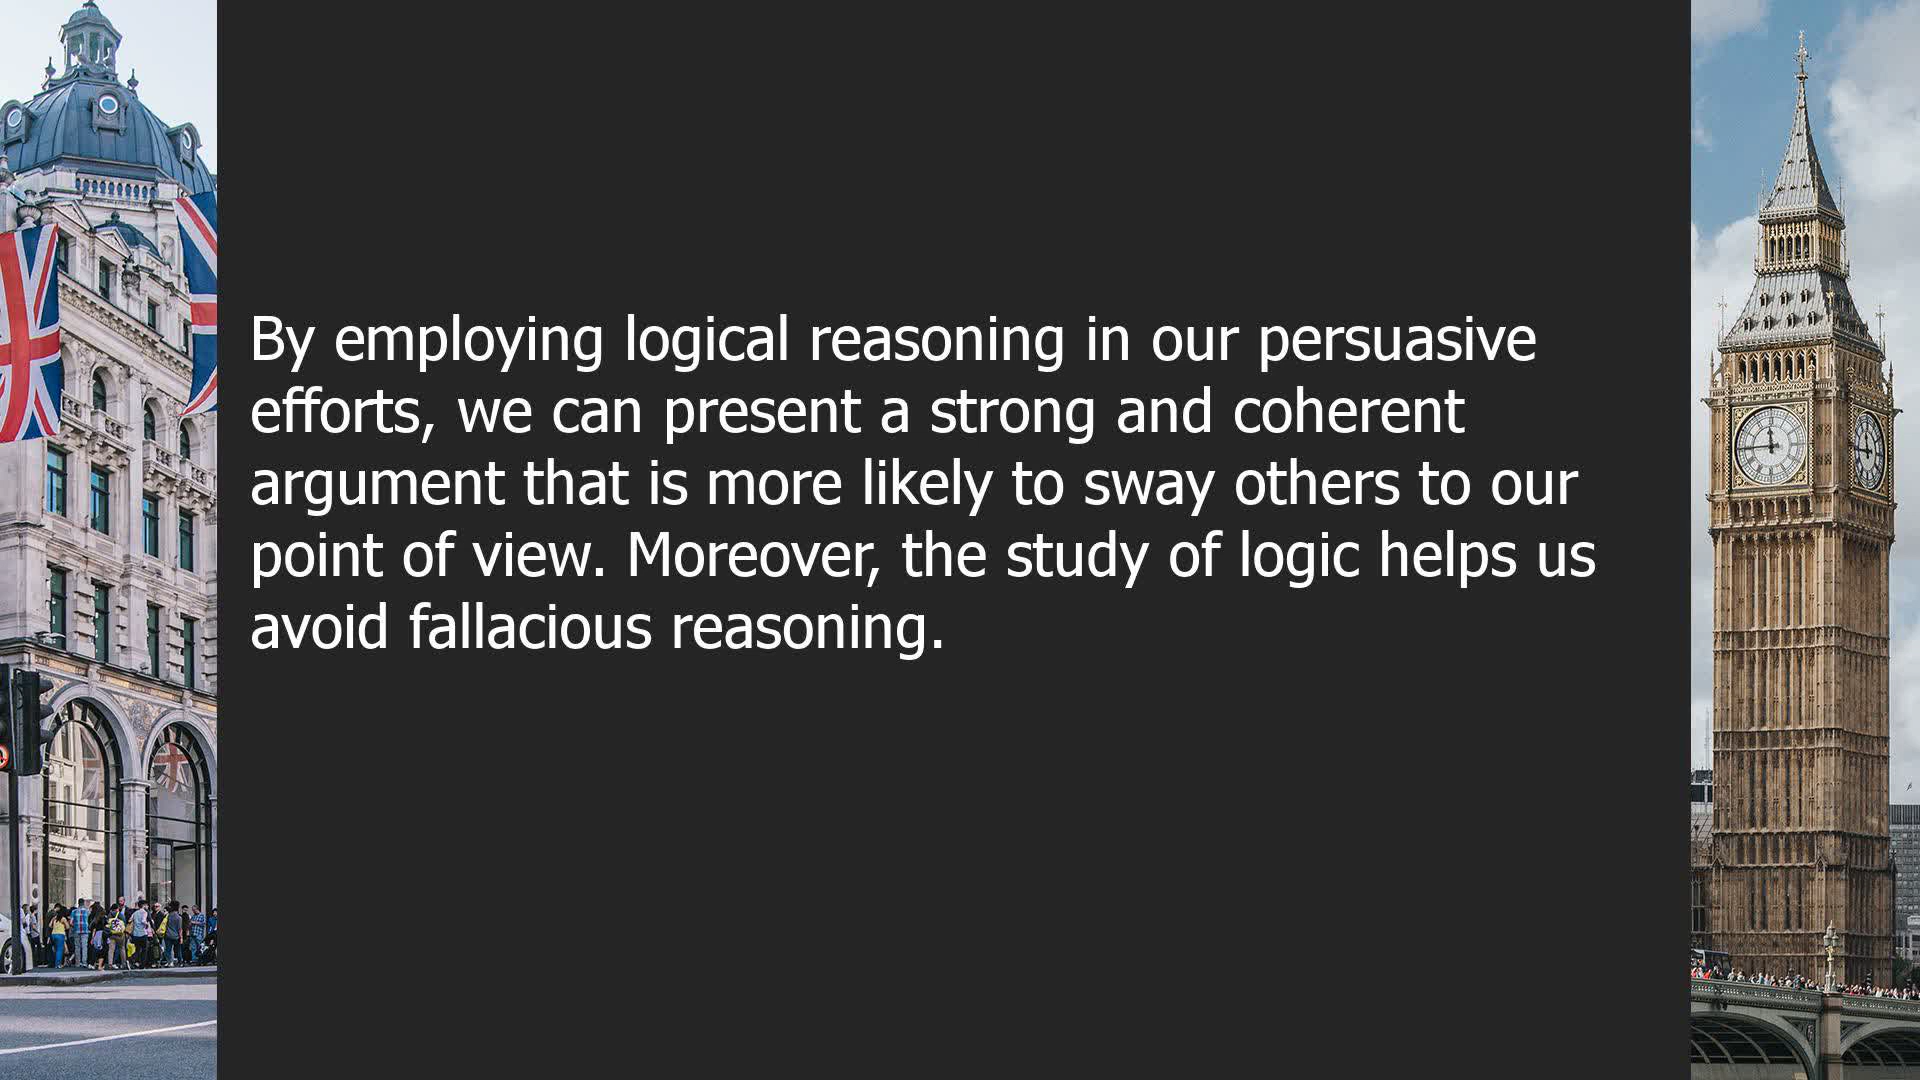 By employing logical reasoning in our persuasive
efforts, we can present a strong and coherent
argument that is more likely to sway others to our
point of view. Moreover, the study of logic helps us
avoid fallacious reasoning.